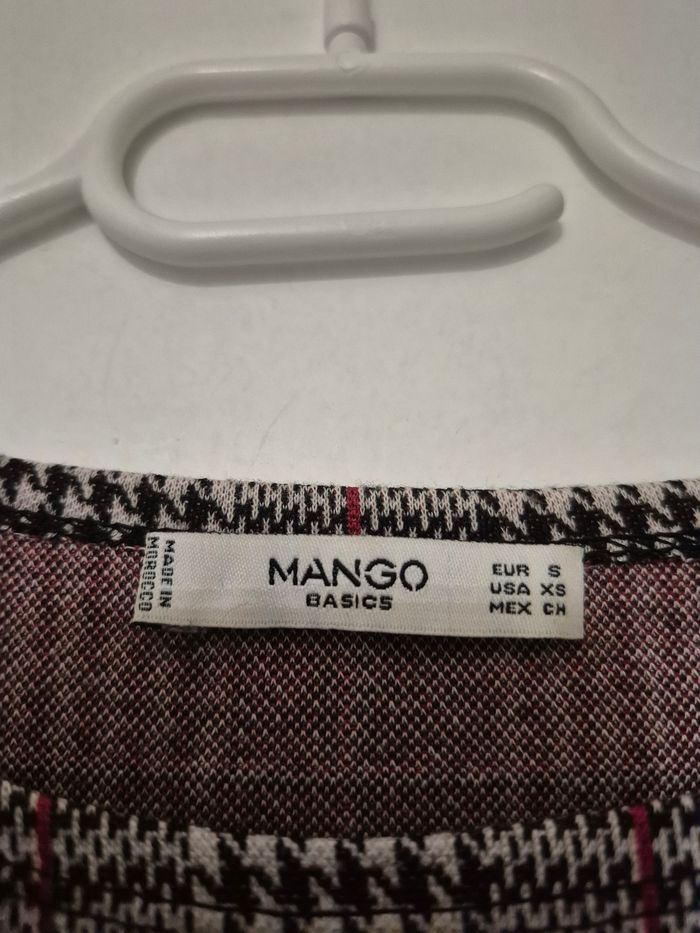 MADE IN
MOROCCO
MANGO
BASICS
EUR S
USA XS
MEX CH